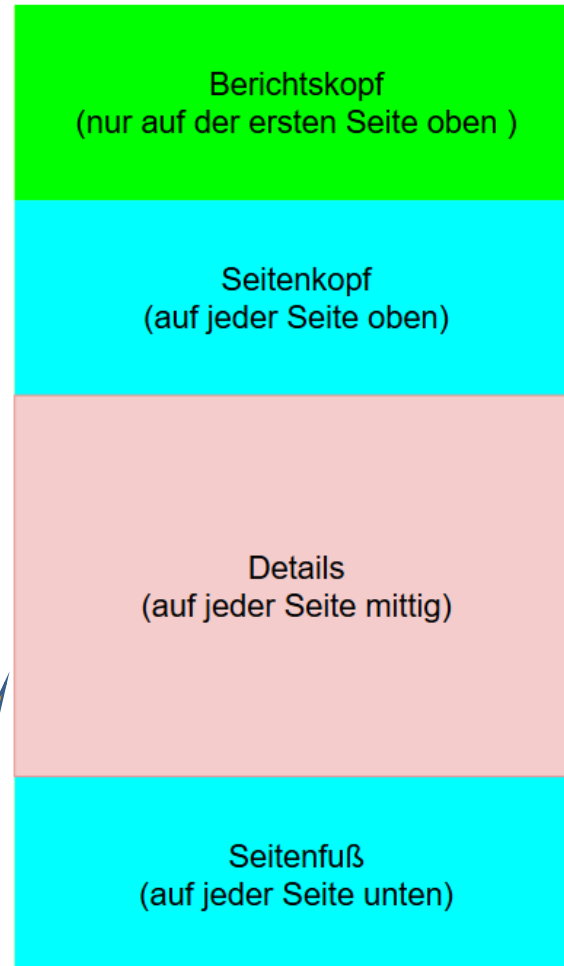 Berichtskopf
(nur auf der ersten Seite oben )
Seitenkopf
(auf jeder Seite oben)
Details
(auf jeder Seite mittig)
Seitenfuß
(auf jeder Seite unten)